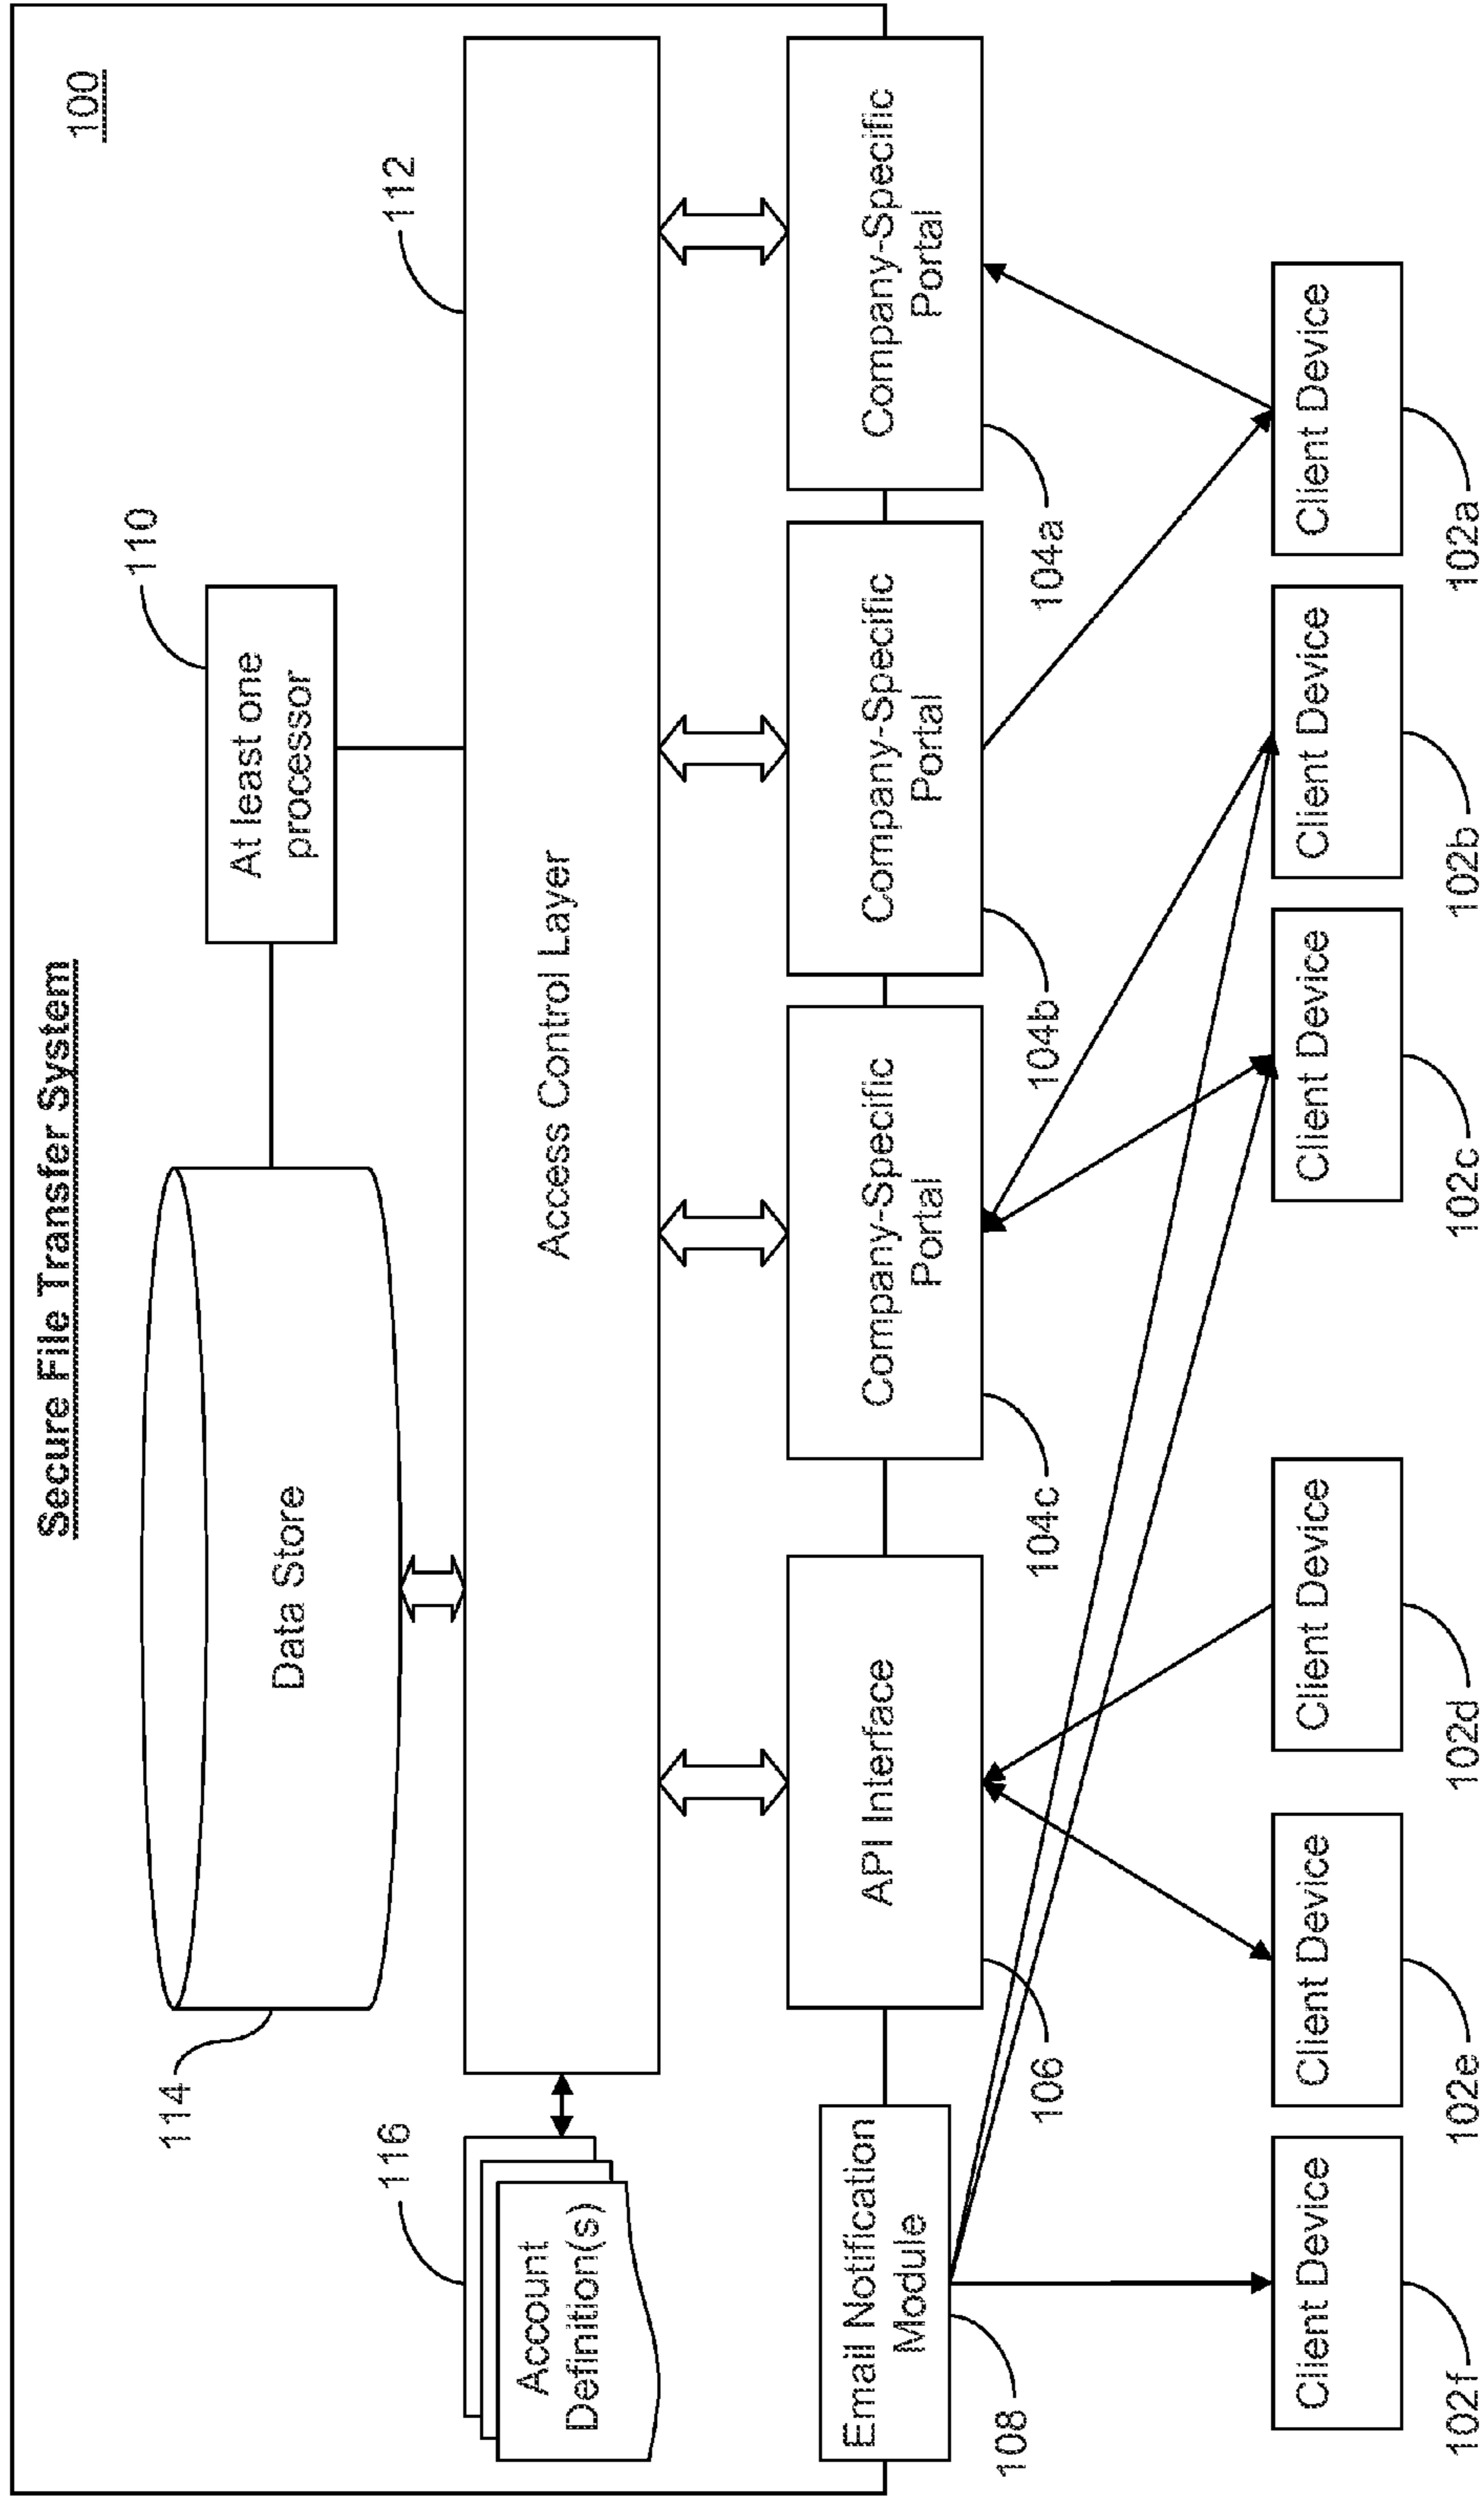 Secure File Transfer System
100
110
At least one
processor
114
Data Store
112
116
Access Control Layer
Account
Definition(s)
Email Notification
Module
API Interface
Company-Specific
Portal
Company-Specific
Portal
Company-Specific
Portal
108
106
104c
104b
104a
Client Device
Client Device
Client Device
Client Device
Client Device
Client Device
102f
102e
102d
102c
102b
102a